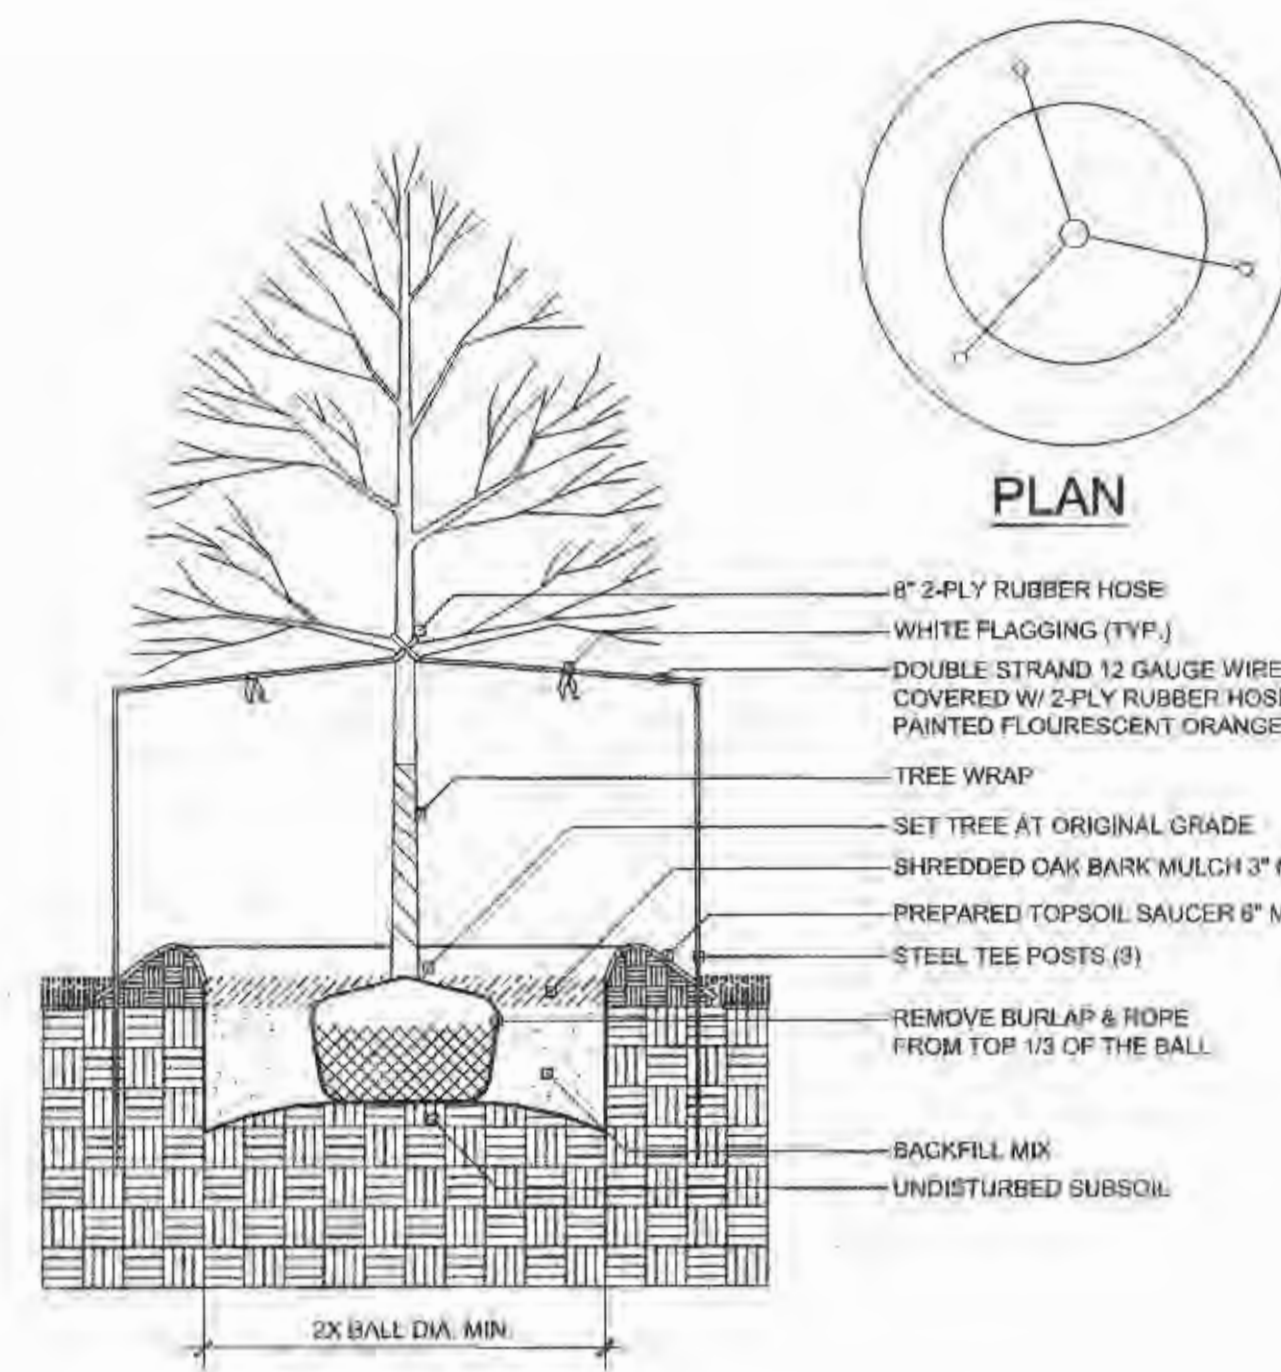 PLAN
8" 2-PLY RUBBER HOSE
WHITE FLAGGING (TYP.)
DOUBLE STRAND 12 GAUGE WIRE
COVERED W/ 2-PLY RUBBER HOSE
PAINTED FLOURESCENT ORANGE
TREE WRAP
SET TREE AT ORIGINAL GRADE
SHREDDED OAK BARK MULCH 3"
PREPARED TOPSOIL SAUCER 6"
STEEL TEE POSTS (3)
REMOVE BURLAP & ROPE
FROM TOP 1/3 OF THE BALL
BACKFILL MIX
UNDISTURBED SUBSOIL
2X BALL DIA. MIN.